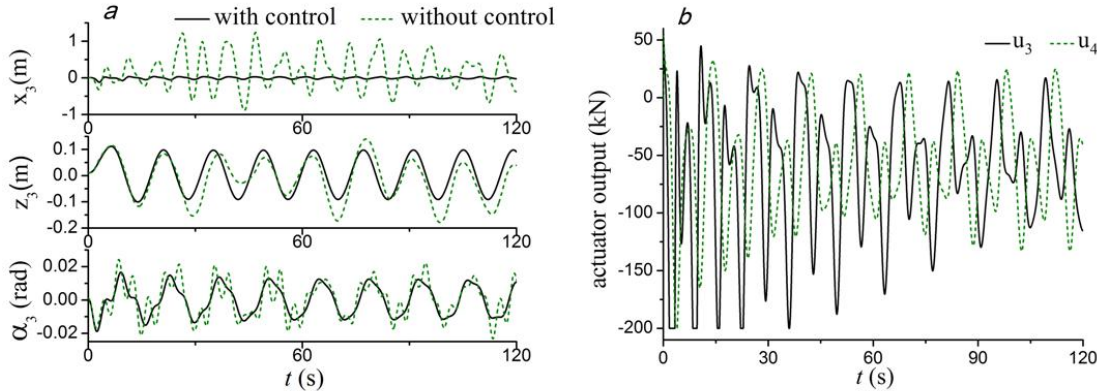 a
with control
without control
x3(m)
1
0
-1
0
60
120
z3(m)
0.1
0.0
-0.1
-0.2
0
60
120
α3 (rad)
0.02
0.00
-0.02
0
60
120
t (s)
b
u3
u4
actuator output (kN)
50
0
-50
-100
-150
-200
0
30
60
90
120
t (s)